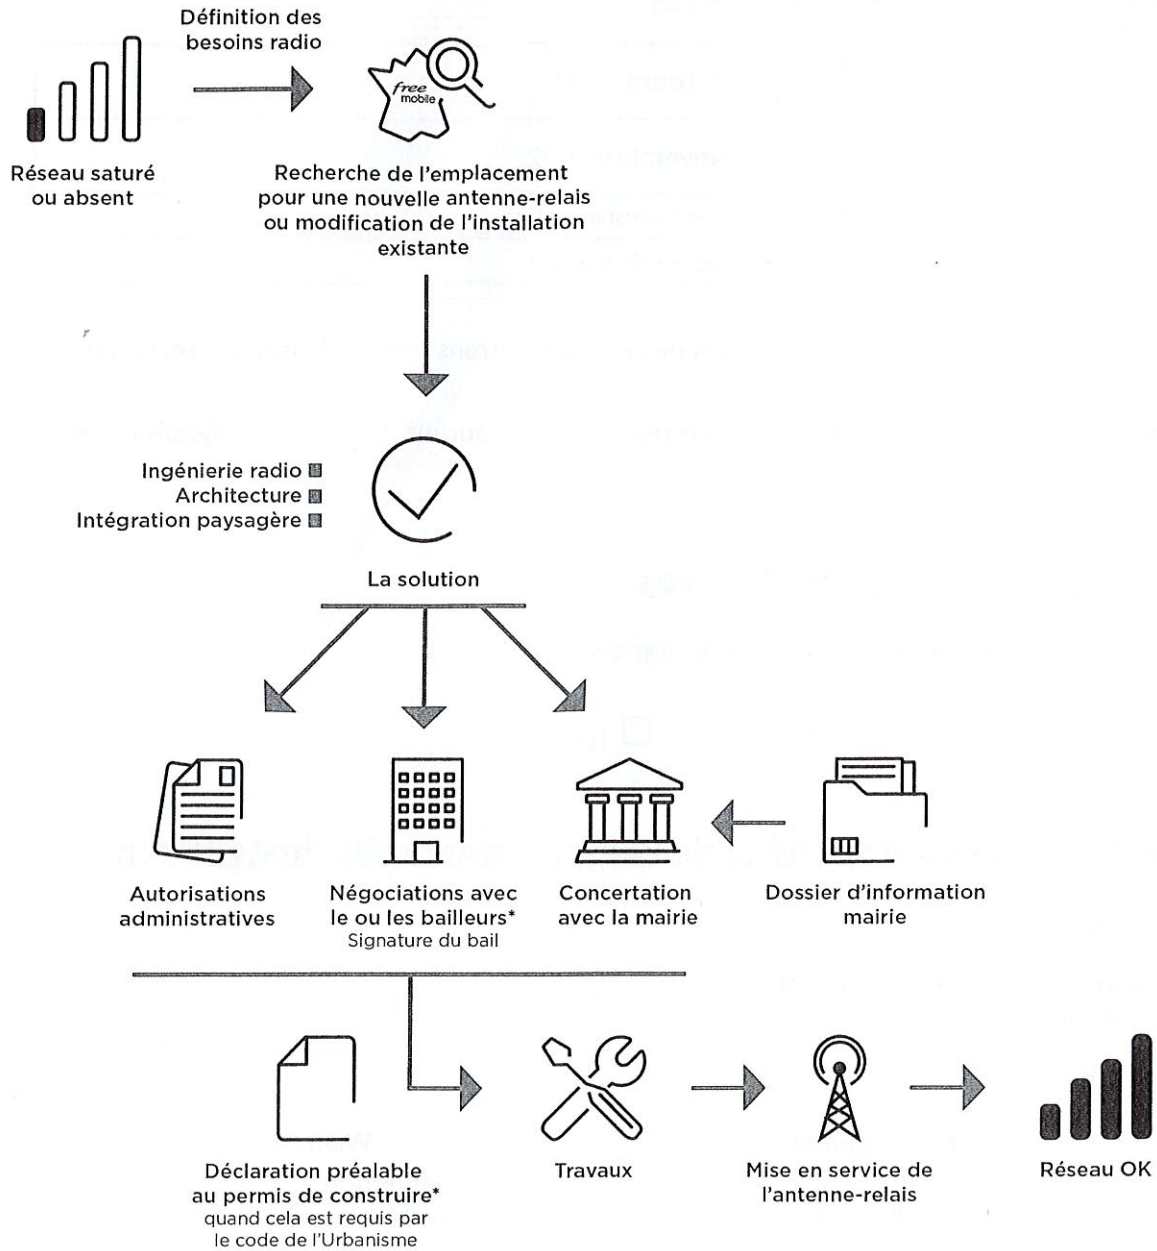 Définition des
besoins radio
free
mobile
Réseau saturé
ou absent
Recherche de l'emplacement
pour une nouvelle antenne-relais
ou modification de l'installation
existante
Ingénierie radio
Architecture
Intégration paysagère
La solution
Autorisations
administratives
Négociations avec
le ou les bailleurs*
Signature du bail
Concertation
avec la mairie
Dossier d'information
mairie
Déclaration préalable
au permis de construire*
quand cela est requis par
le code de l'Urbanisme
Travaux
Mise en service de
l'antenne-relais
Réseau OK